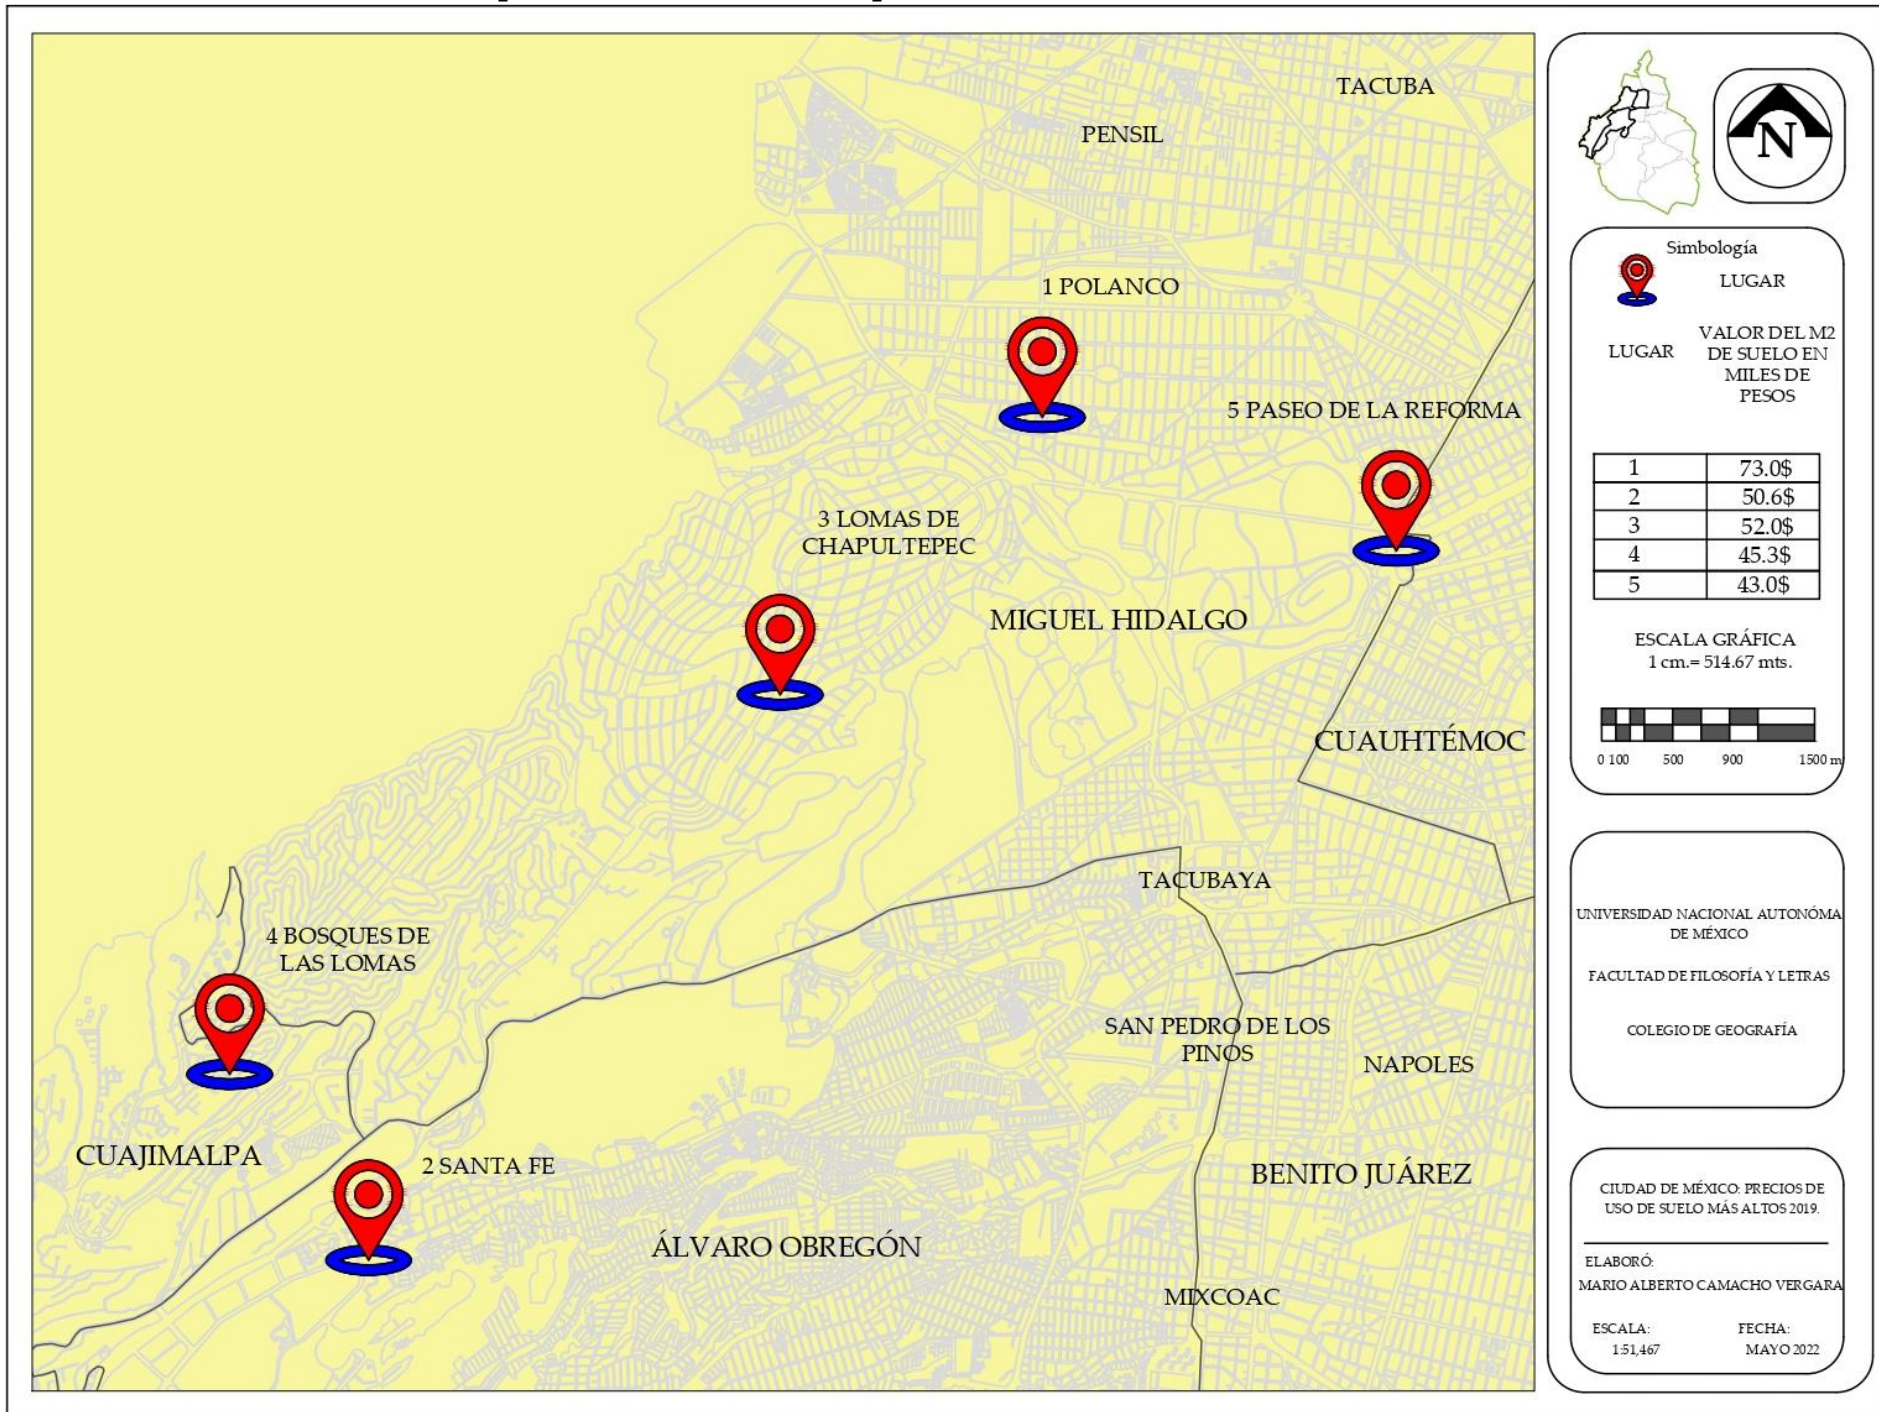 TACUBA
PENSIL
1 POLANCO
5 PASEO DE LA REFORMA
3 LOMAS DE
CHAPULTEPEC
MIGUEL HIDALGO
CUAUHTÉMOC
TACUBAYA
4 BOSQUES DE
LAS LOMAS
SAN PEDRO DE LOS
PINOS
NAPOLES
CUAJIMALPA
2 SANTA FE
BENITO JUÁREZ
ÁLVARO OBREGÓN
MIXCOAC
N
Simbología
LUGAR
LUGAR
VALOR DEL M2
DE SUELO EN
MILES DE
PESOS
1 73.0$
2 50.6$
3 52.0$
4 45.3$
5 43.0$
ESCALA GRÁFICA
1 cm.= 514.67 mts.
0 100 500 900 1500 m
UNIVERSIDAD NACIONAL AUTONÓMA
DE MÉXICO
FACULTAD DE FILOSOFÍA Y LETRAS
COLEGIO DE GEOGRAFÍA
CIUDAD DE MÉXICO: PRECIOS DE
USO DE SUELO MÁS ALTOS 2019.
ELABORÓ:
MARIO ALBERTO CAMACHO VERGARA
ESCALA: FECHA:
1:51,467 MAYO 2022